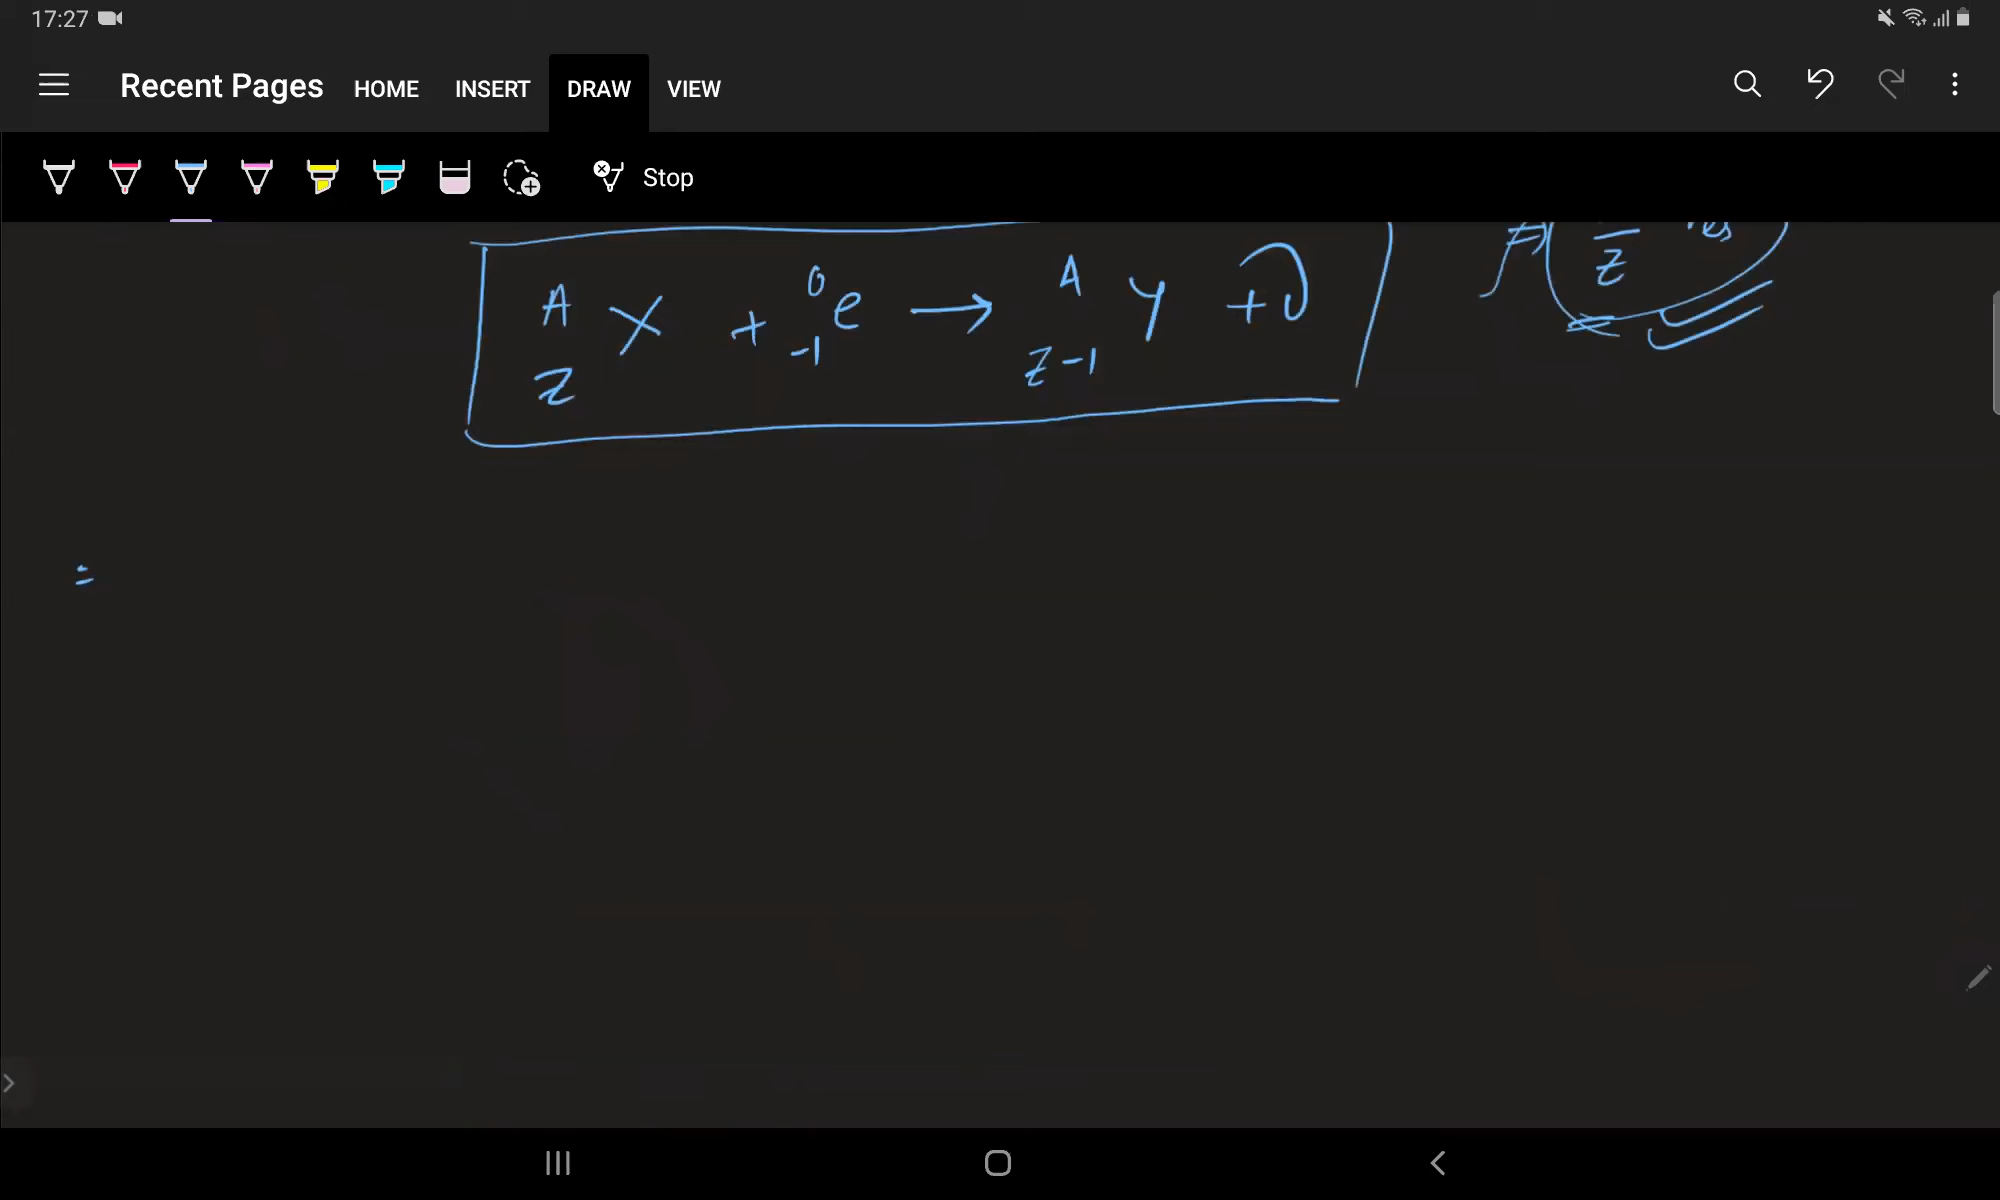 17:27
Recent Pages HOME INSERT DRAW VIEW
Stop
A X + 0 e → A Y + ν
Z -1 Z-1
Z
=